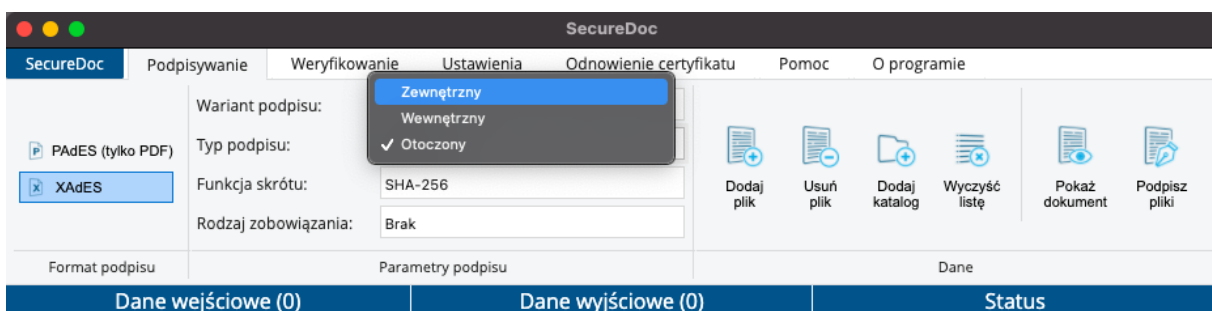 SecureDoc
SecureDoc Podpisywanie Weryfikowanie Ustawienia Odnowienie certyfikatu Pomoc O programie
Zewnętrzny
Wewnętrzny
✓ Otoczony
PAdES (tylko PDF)
XAdES
Format podpisu
Wariant podpisu:
Typ podpisu:
Funkcja skrótu: SHA-256
Rodzaj zobowiązania: Brak
Parametry podpisu
Dodaj plik
Usuń plik
Dodaj katalog
Wyczyść listę
Pokaż dokument
Podpisz pliki
Dane
Dane wejściowe (0) Dane wyjściowe (0) Status